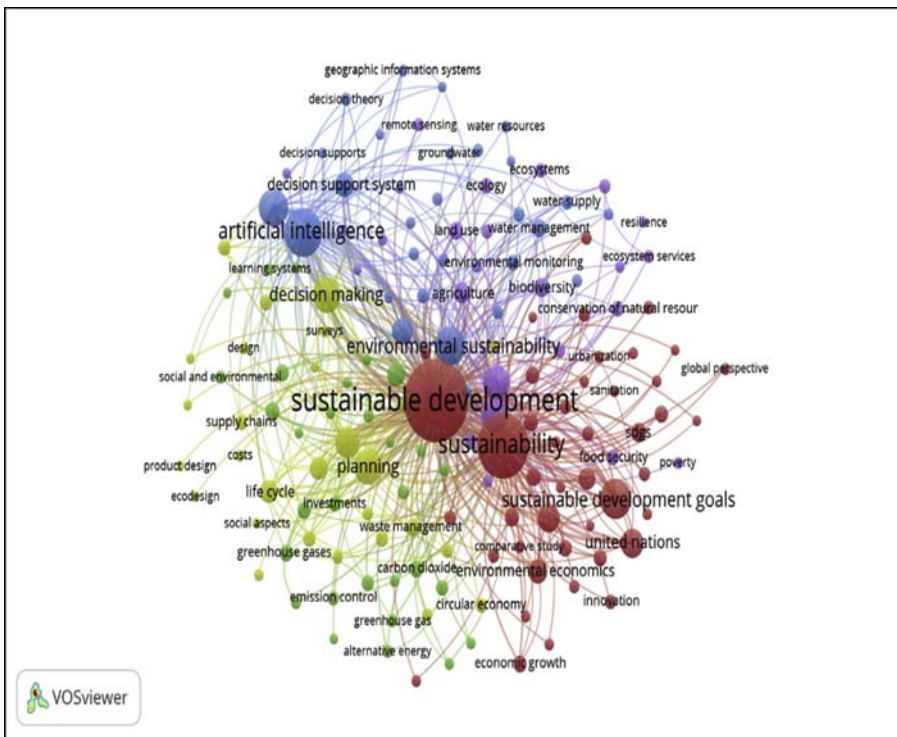 geographic information systems
decision theory
remote sensing
water resources
decision supports
groundwater
ecosystems
decision support system
ecology
water supply
artificial intelligence
land use
water management
resilience
learning systems
environmental monitoring
ecosystem services
decision making
agriculture
biodiversity
conservation of natural resour
surveys
design
environmental sustainability
urbanization
global perspective
social and environmental
sustainable development
sanitation
supply chains
sustainability
sdgs
costs
food security
poverty
product design
planning
ecodesign
life cycle
investments
sustainable development goals
social aspects
waste management
greenhouse gases
comparative study
united nations
carbon dioxide
environmental economics
emission control
circular economy
innovation
greenhouse gas
alternative energy
economic growth
VOSviewer